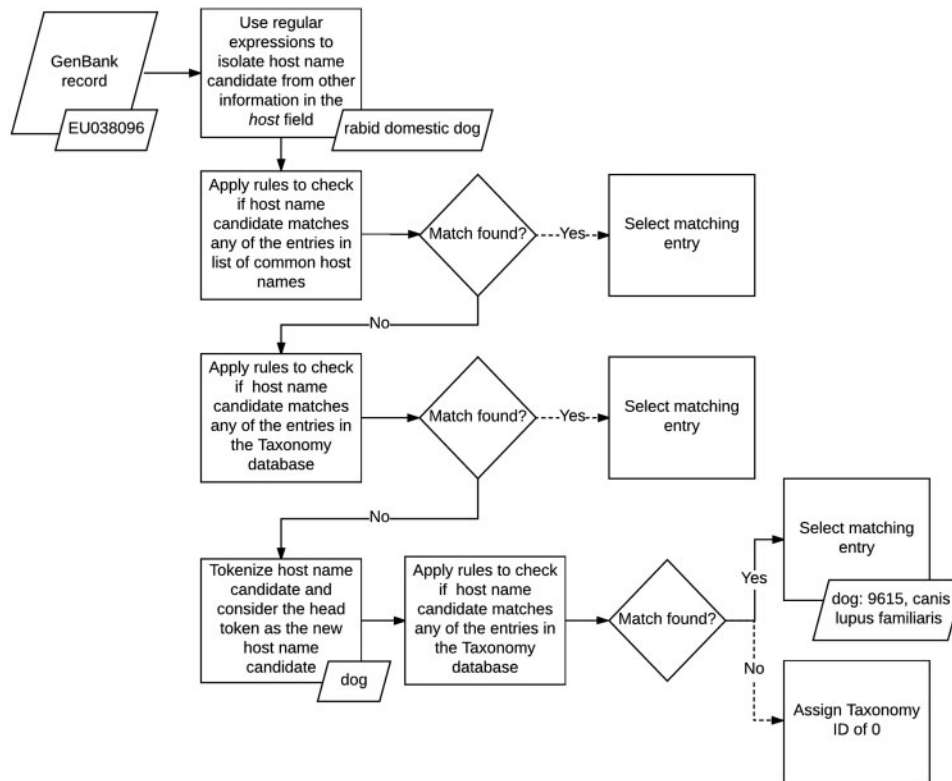 GenBank
record
EU038096
Use regular
expressions to
isolate host name
candidate from other
information in the
host field
rabid domestic dog
Apply rules to check
if host name
candidate matches
any of the entries in
list of common host
names
Match found?
Yes
Select matching
entry
No
Apply rules to check
if host name
candidate matches
any of the entries in
the Taxonomy
database
Match found?
Yes
Select matching
entry
No
Tokenize host name
candidate and
consider the head
token as the new
host name
candidate
dog
Apply rules to check
if host name
candidate matches
any of the entries in
the Taxonomy
database
Match found?
Yes
Select matching
entry
dog: 9615, canis
lupus familiaris
No
Assign Taxonomy
ID of 0